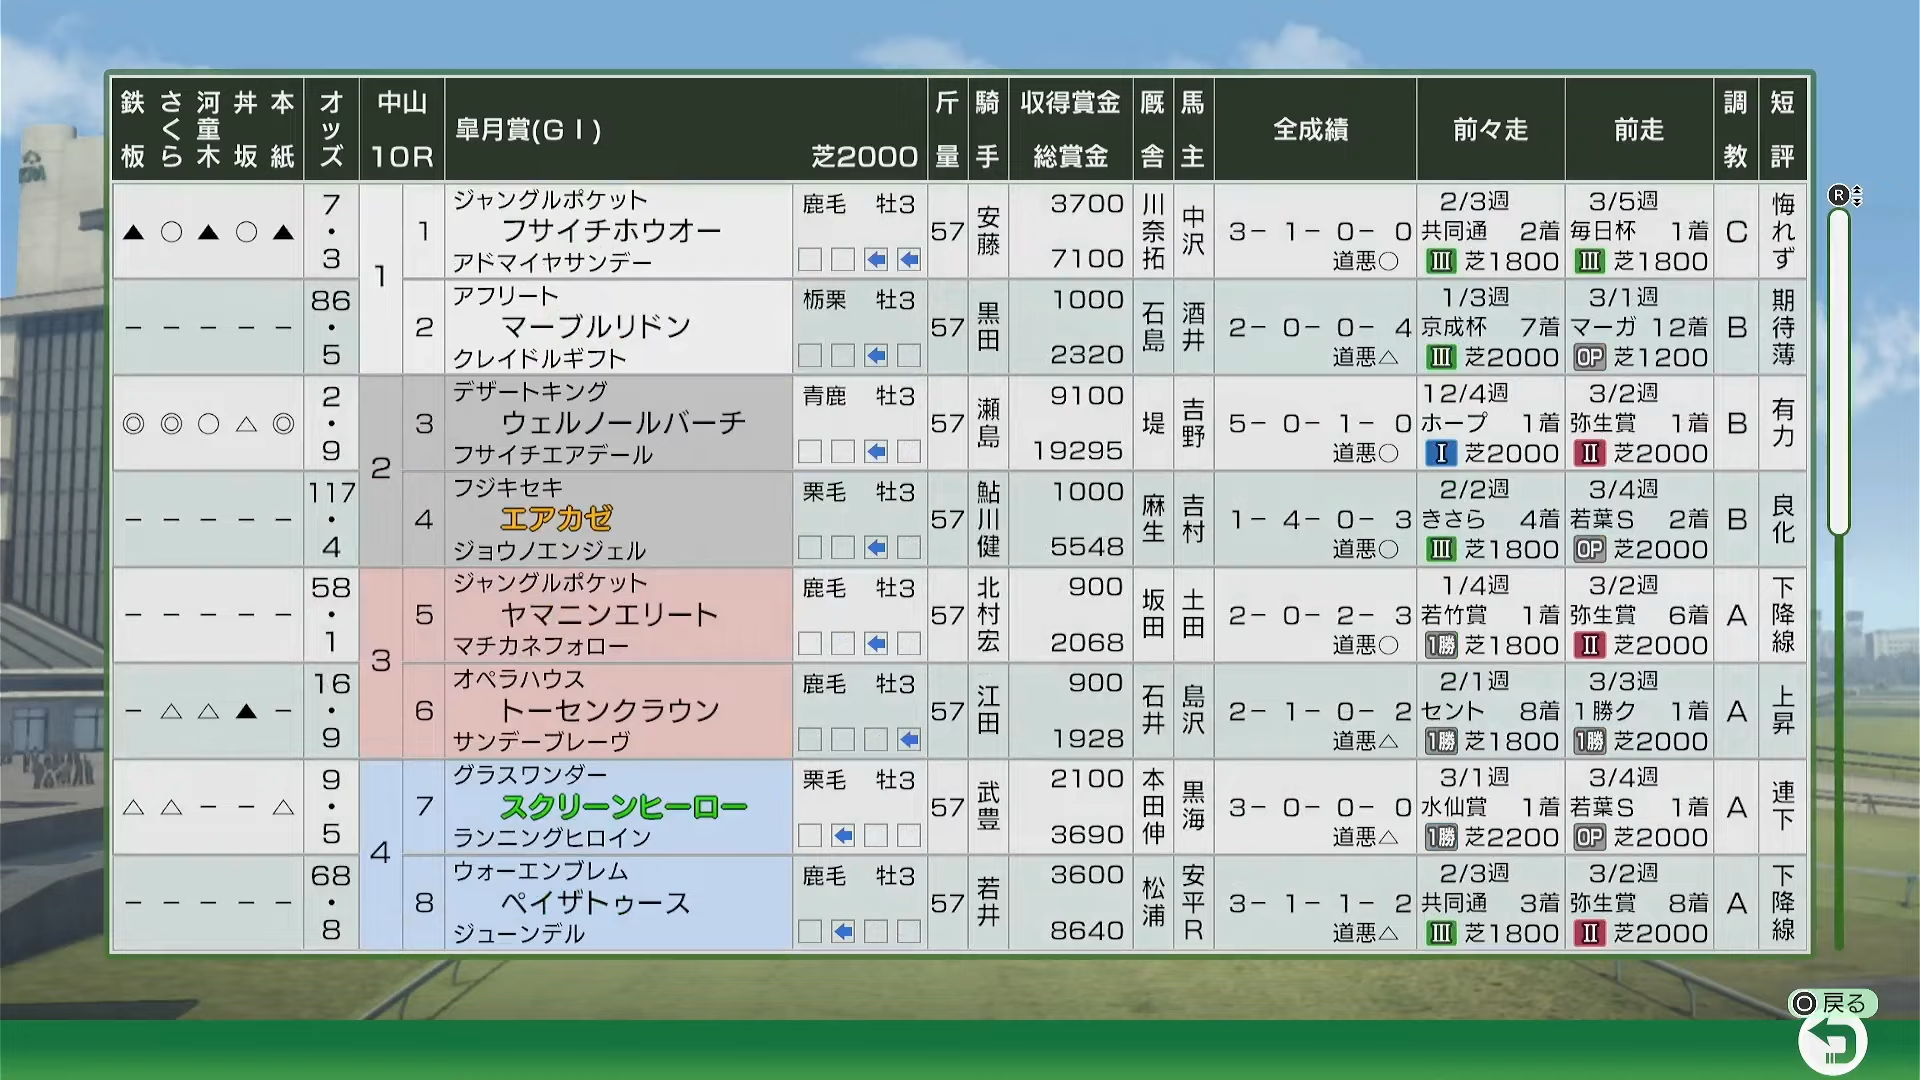 鉄板 さくら 河童木 井坂 本紙 オッズ 中山10R 皐月賞(GⅠ) 芝2000 斤量 騎手 収得賞金 総賞金 厩舎 馬主 全成績 前々走 前走 調教 短評
▲ ○ ▲ ○ ▲ 7・3 1 1 ジャングルポケット 鹿毛 牡3 57 安藤 3700 川奈拓 中沢 3-1-0-0 2/3週 3/5週 C 侮れず
フサイチホウオー 共同通 2着 毎日杯 1着
アドマイヤサンデー 7100 道悪○ Ⅲ 芝1800 Ⅲ 芝1800
- - - - - 86・5 2 アフリート 栃栗 牡3 57 黒田 1000 石島 酒井 2-0-0-4 1/3週 3/1週 B 期待薄
マーブルリドン 京成杯 7着 マーガ 12着
クレイドルギフト 2320 道悪△ Ⅲ 芝2000 OP 芝1200
◎ ◎ ○ △ ◎ 2・9 2 3 デザートキング 青鹿 牡3 57 瀬島 9100 堤 吉野 5-0-1-0 12/4週 3/2週 B 有力
ウェルノールバーチ ホープ 1着 弥生賞 1着
フサイチエアデール 19295 道悪○ Ⅰ 芝2000 Ⅱ 芝2000
- - - - - 117・4 4 フジキセキ 栗毛 牡3 57 鮎川健 1000 麻生 吉村 1-4-0-3 2/2週 3/4週 B 良化
エアカゼ きさら 4着 若葉S 2着
ジョウノエンジェル 5548 道悪○ Ⅲ 芝1800 OP 芝2000
- - - - - 58・1 3 5 ジャングルポケット 鹿毛 牡3 57 北村宏 900 坂田 土田 2-0-2-3 1/4週 3/2週 A 下降線
ヤマニンエリート 若竹賞 1着 弥生賞 6着
マチカネフォロー 2068 道悪○ 1勝 芝1800 Ⅱ 芝2000
- △ △ ▲ - 16・9 6 オペラハウス 鹿毛 牡3 57 江田 900 石井 島沢 2-1-0-2 2/1週 3/3週 A 上昇
トーセンクラウン セント 8着 1勝ク 1着
サンデーブレーヴ 1928 道悪△ 1勝 芝1800 1勝 芝2000
△ △ - - △ 9・5 4 7 グラスワンダー 栗毛 牡3 57 武豊 2100 本田伸 黒海 3-0-0-0 3/1週 3/4週 A 連下
スクリーンヒーロー 水仙賞 1着 若葉S 1着
ランニングヒロイン 3690 道悪△ 1勝 芝2200 OP 芝2000
- - - - - 68・8 8 ウォーエンブレム 鹿毛 牡3 57 若井 3600 松浦 安平R 3-1-1-2 2/3週 3/2週 A 下降線
ペイザトゥース 共同通 3着 弥生賞 8着
ジューンデル 8640 道悪△ Ⅲ 芝1800 Ⅱ 芝2000
R
戻る